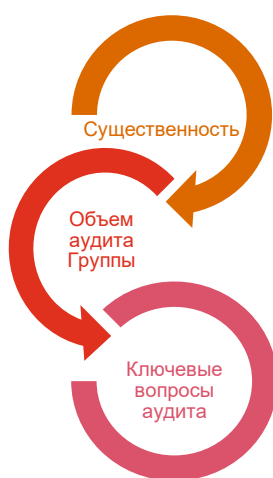 Существенность
Объем
аудита
Группы
Ключевые
вопросы
аудита